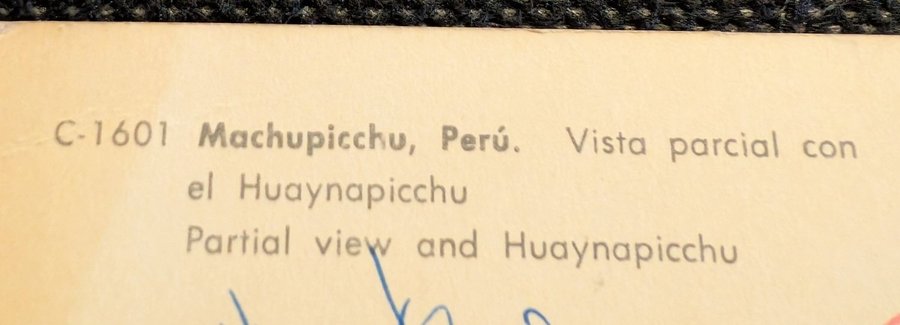 C-1601 Machupicchu, Perú. Vista parcial con
el Huaynapicchu
Partial view and Huaynapicchu